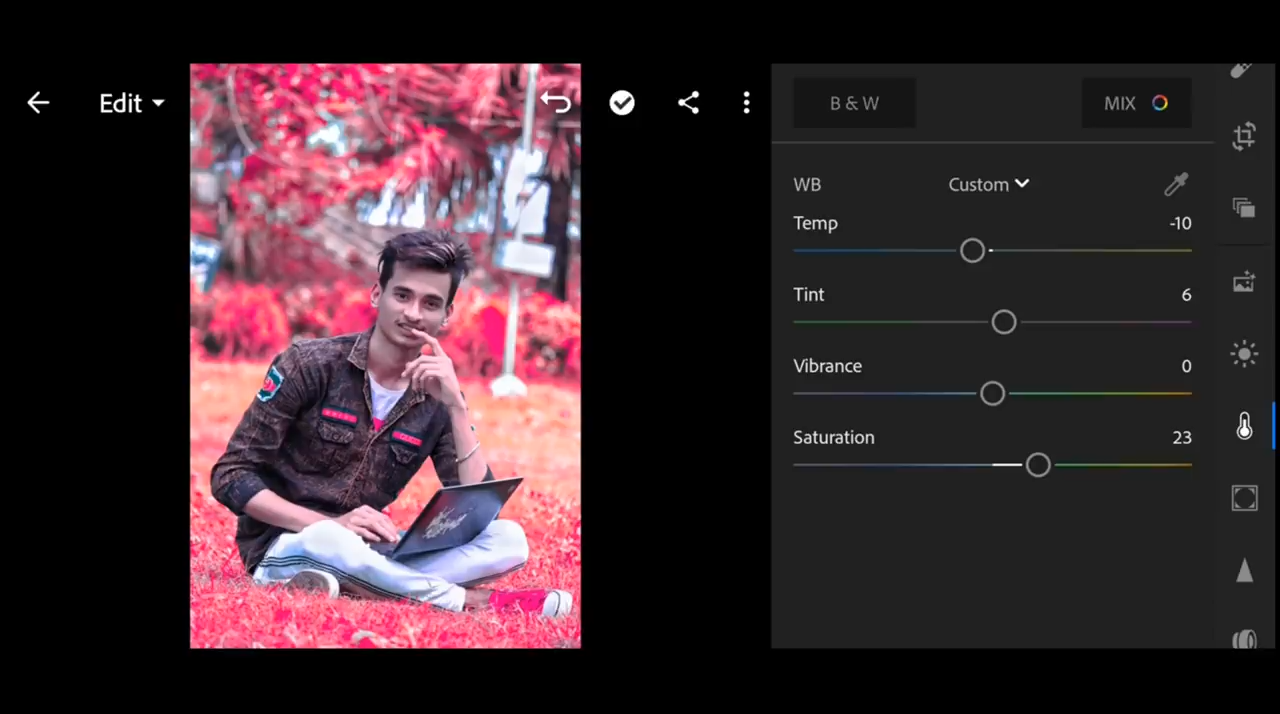 Edit
B & W
MIX
WB
Custom
Temp
-10
Tint
6
Vibrance
0
Saturation
23